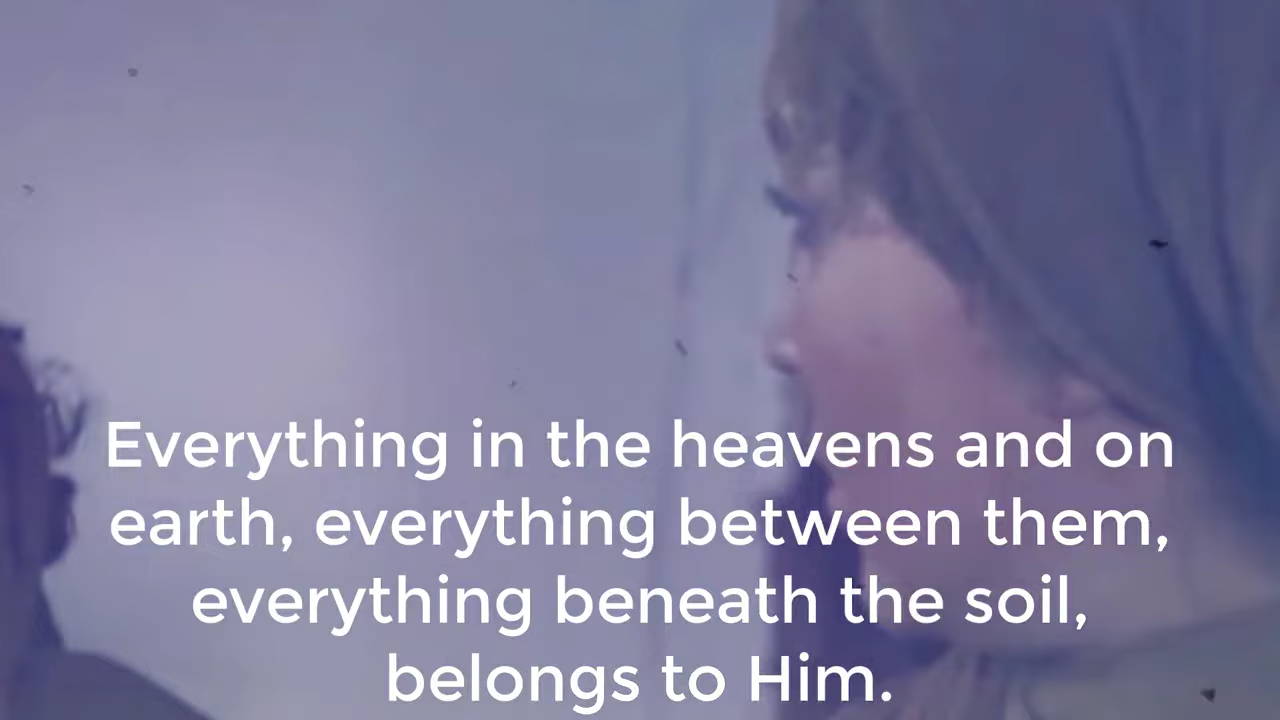 Everything in the heavens and on
earth, everything between them,
everything beneath the soil,
belongs to Him.